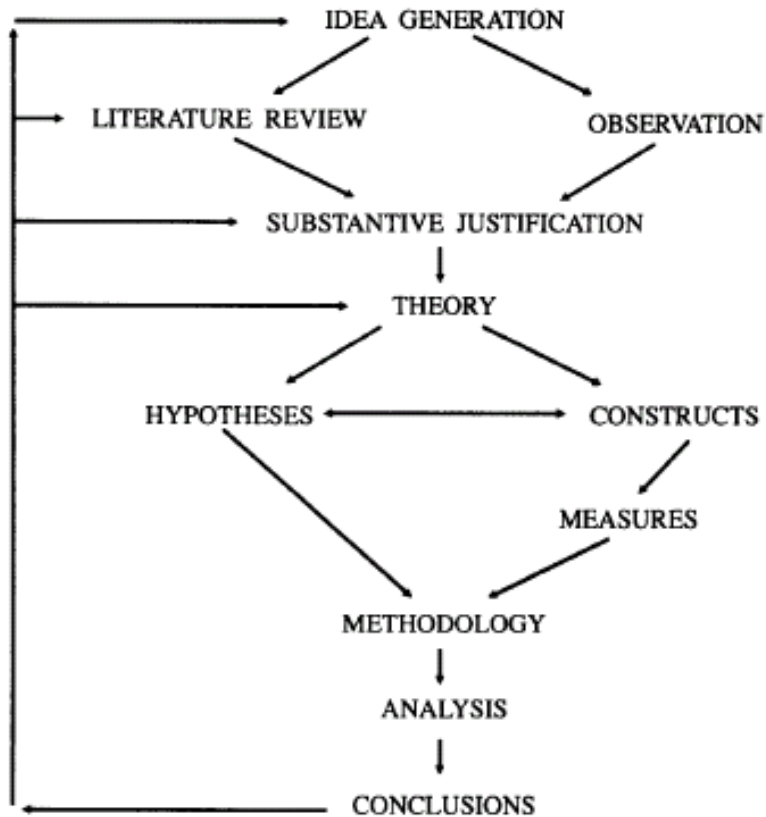 IDEA GENERATION
LITERATURE REVIEW
OBSERVATION
SUBSTANTIVE JUSTIFICATION
THEORY
HYPOTHESES
CONSTRUCTS
MEASURES
METHODOLOGY
ANALYSIS
CONCLUSIONS